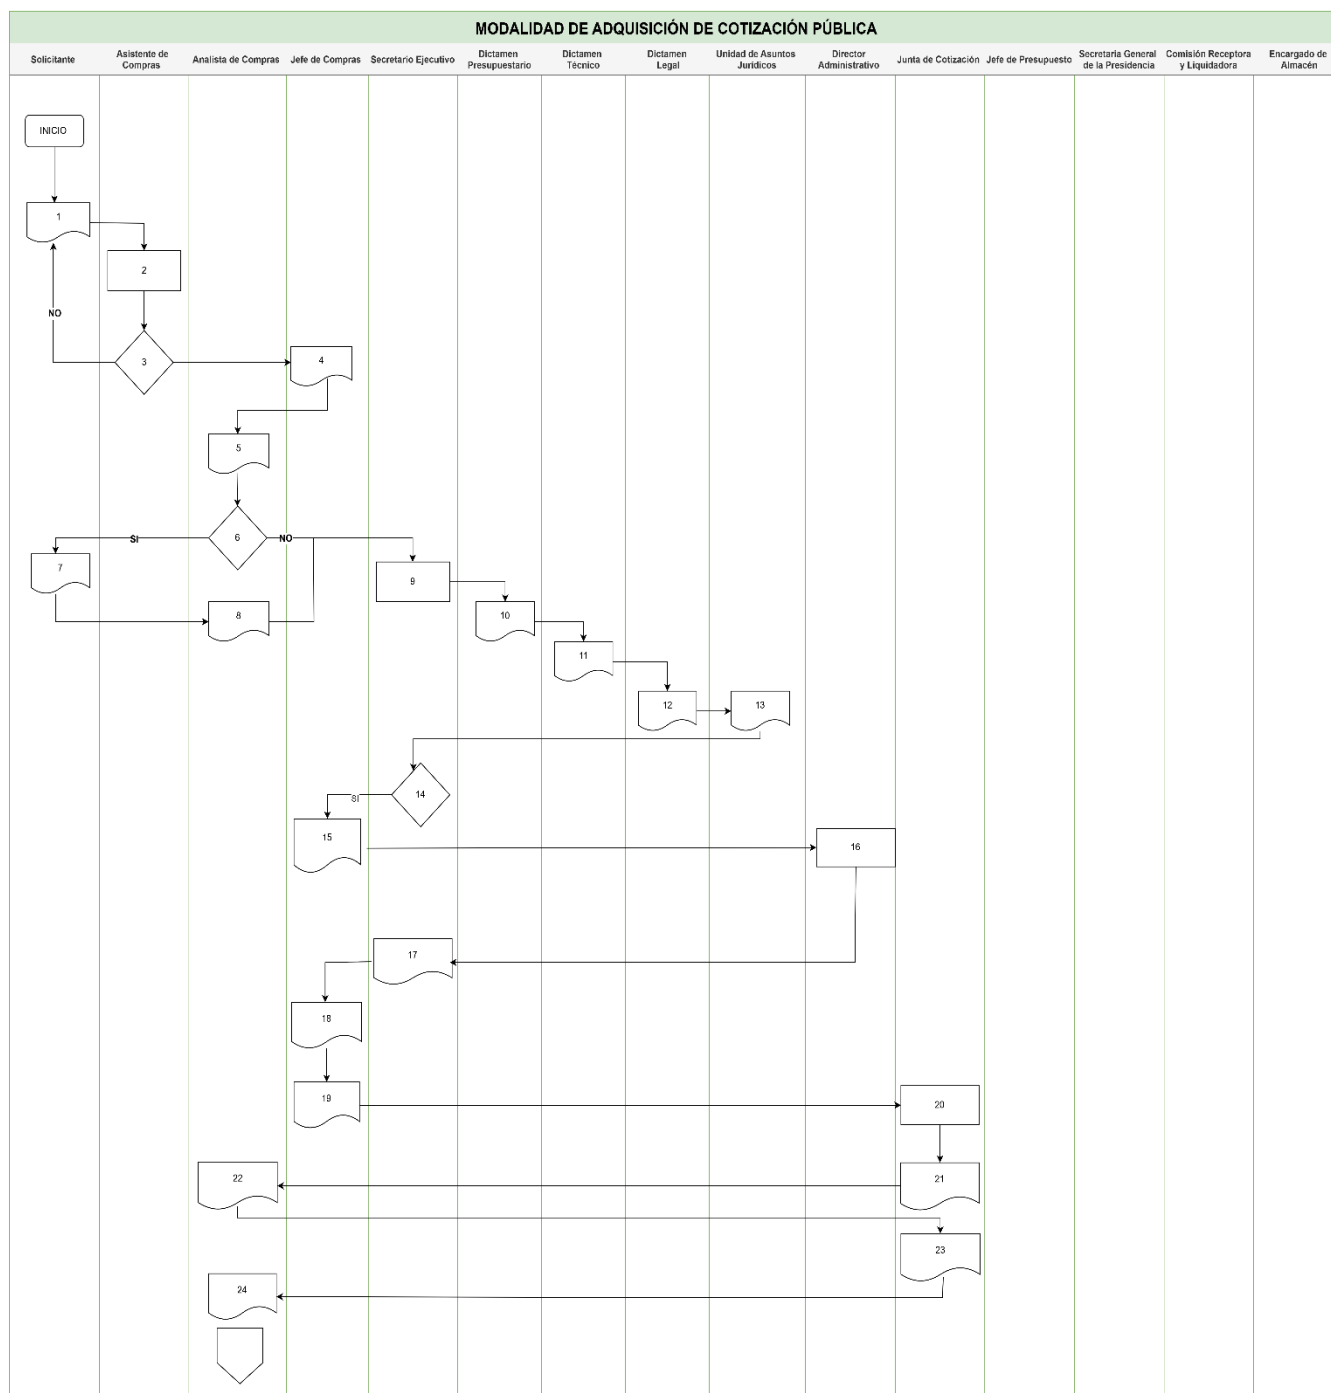 MODALIDAD DE ADQUISICIÓN DE COTIZACIÓN PÚBLICA
Solicitante
Asistente de
Compras
Analista de Compras
Jefe de Compras
Secretario Ejecutivo
Dictamen
Presupuestario
Dictamen
Técnico
Dictamen
Legal
Unidad de Asuntos
Jurídicos
Director
Administrativo
Junta de Cotización
Jefe de Presupuesto
Secretaria General
de la Presidencia
Comisión Receptora
y Liquidadora
Encargado de
Almacén
INICIO
1
2
NO
3
4
5
SI
6
NO
7
8
9
10
11
12
13
14
SI
15
16
17
18
19
20
21
22
23
24